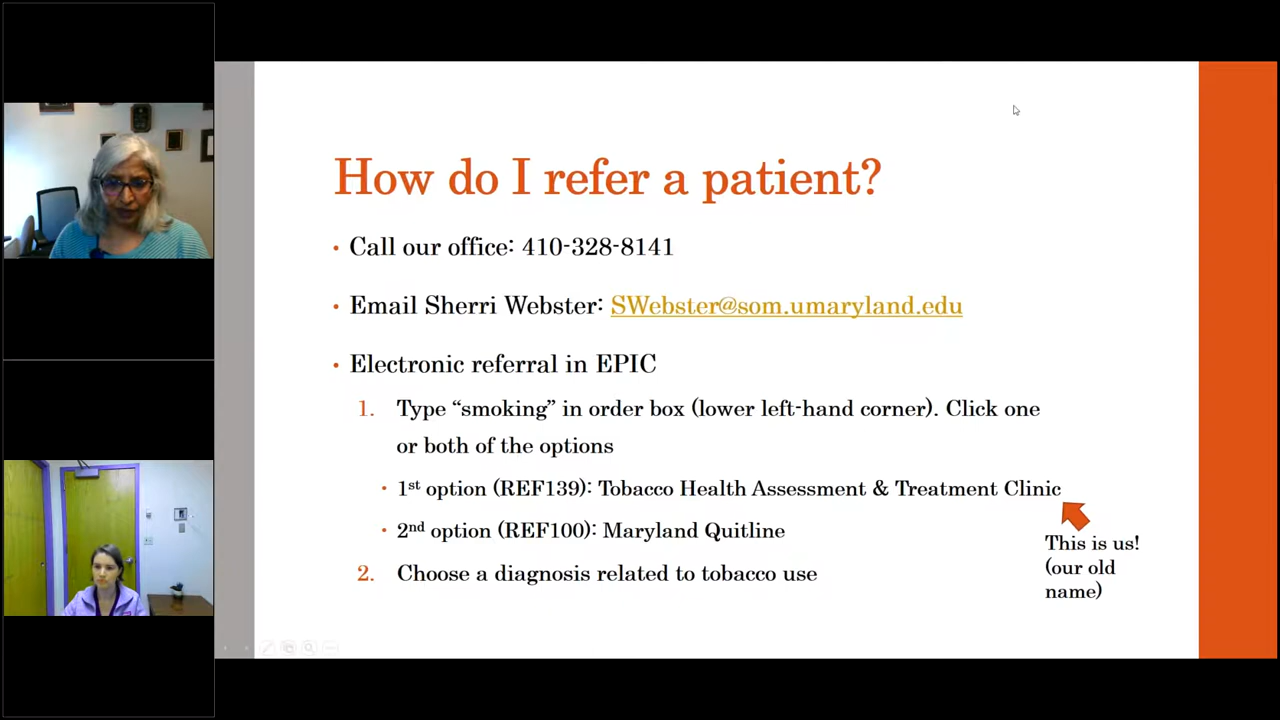 How do I refer a patient?
• Call our office: 410-328-8141
• Email Sherri Webster: SWebster@som.umaryland.edu
• Electronic referral in EPIC
1. Type “smoking” in order box (lower left-hand corner). Click one
or both of the options
• 1st option (REF139): Tobacco Health Assessment & Treatment Clinic
• 2nd option (REF100): Maryland Quitline
2. Choose a diagnosis related to tobacco use
This is us!
(our old
name)